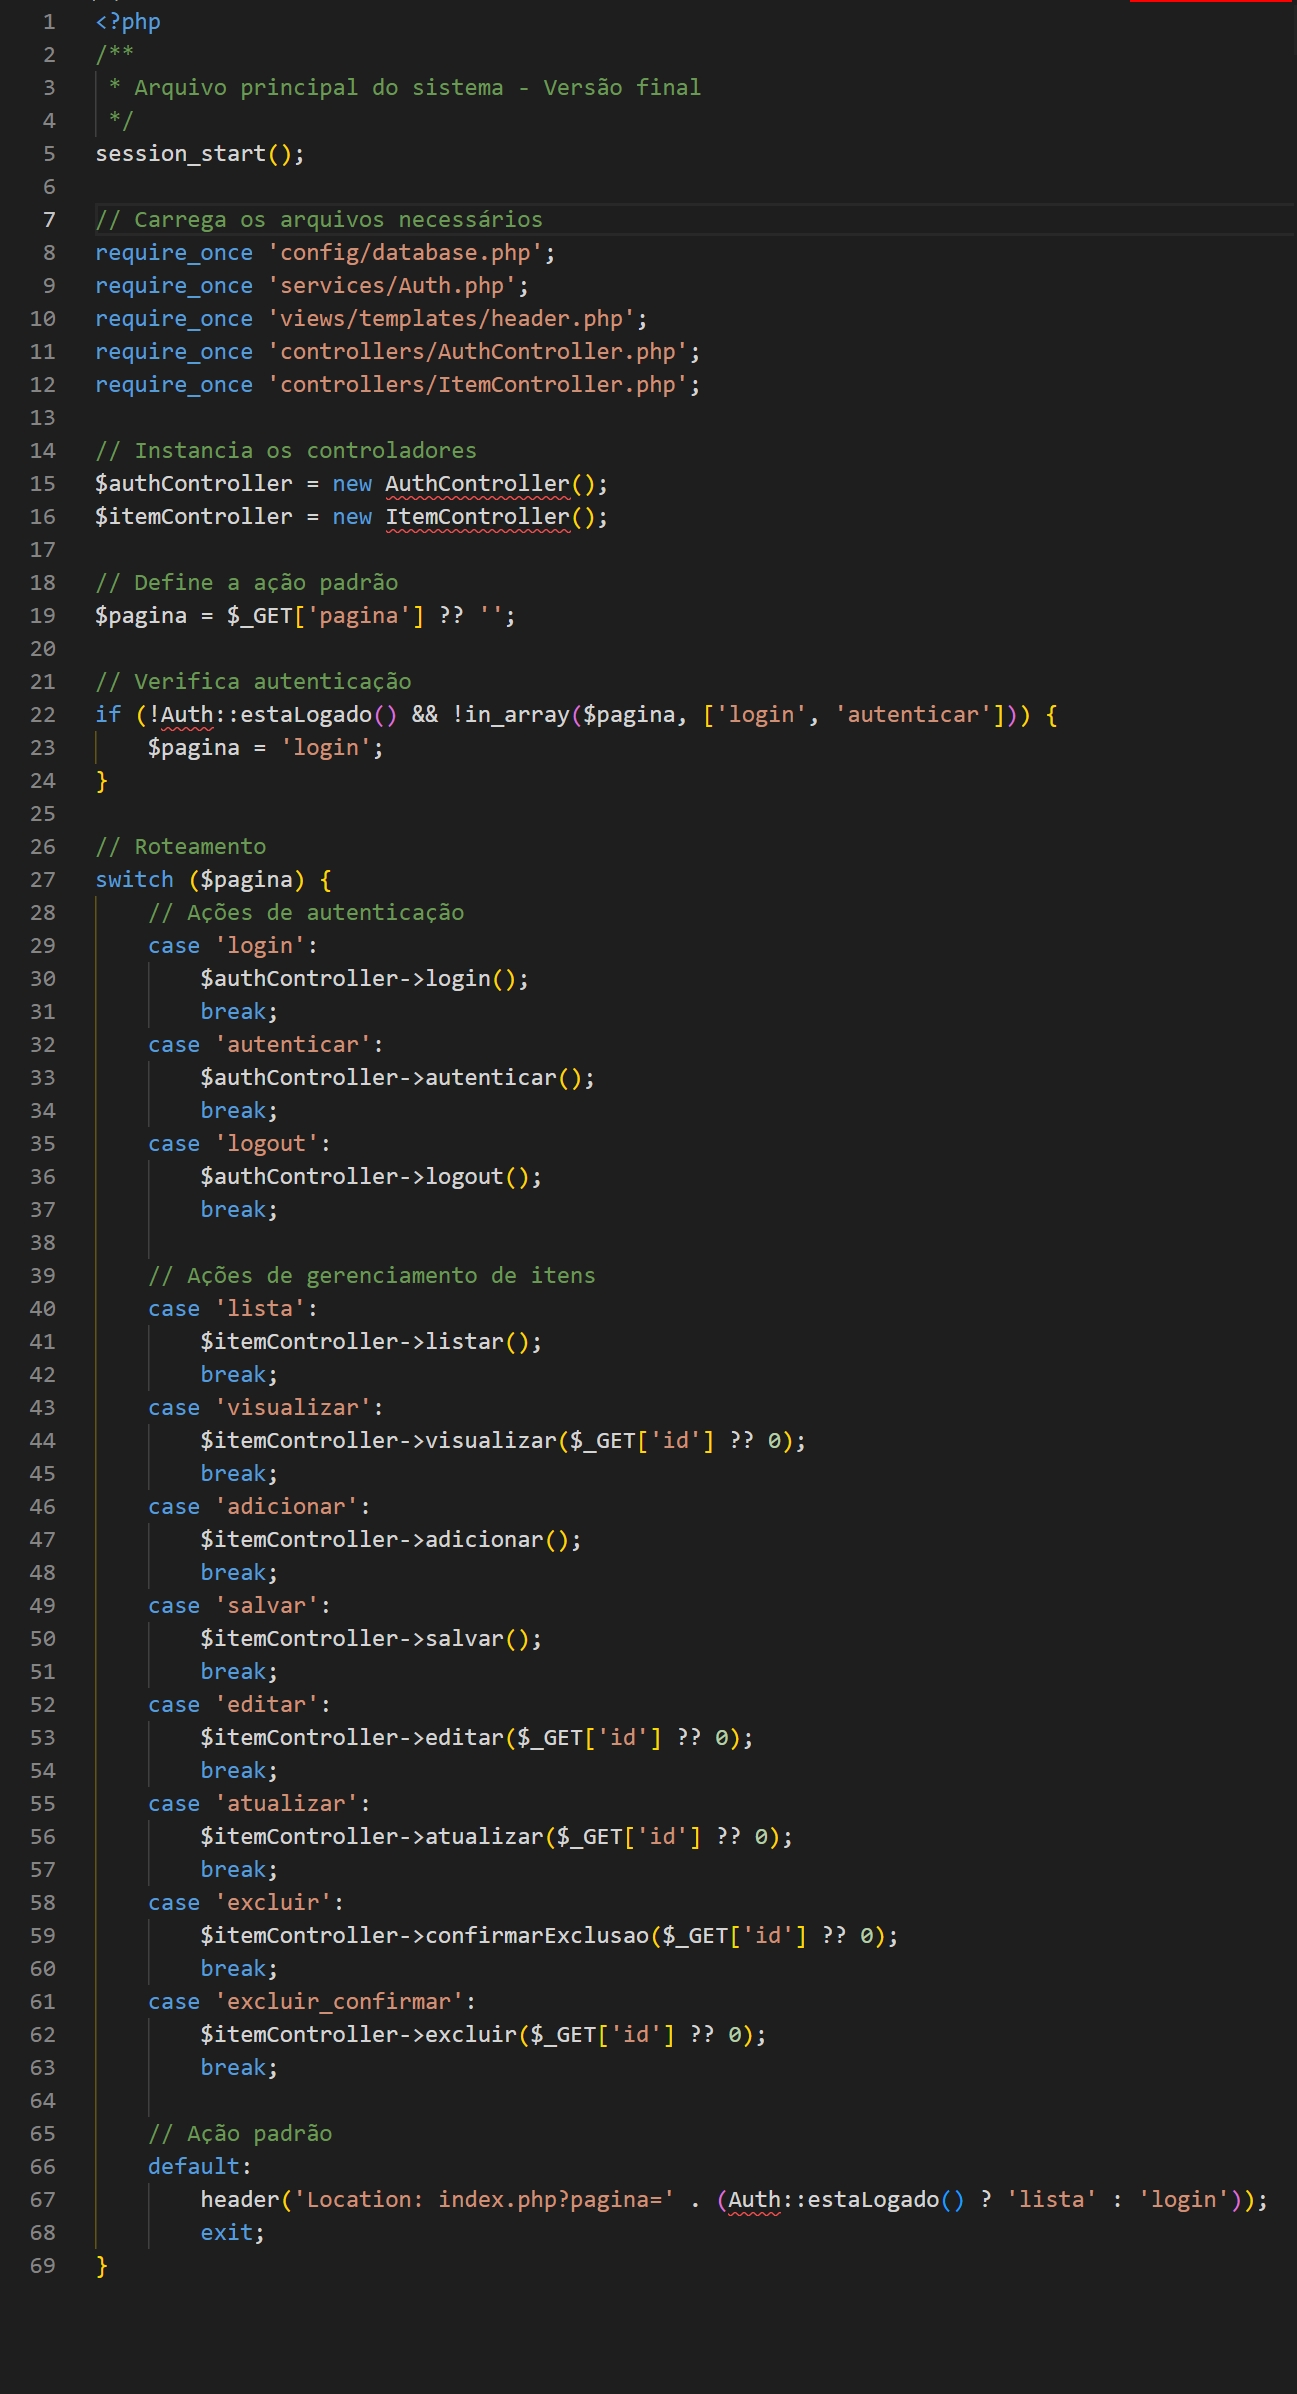 1 <?php
2 /**
3  * Arquivo principal do sistema - Versão final
4  */
5 session_start();
6
7 // Carrega os arquivos necessários
8 require_once 'config/database.php';
9 require_once 'services/Auth.php';
10 require_once 'views/templates/header.php';
11 require_once 'controllers/AuthController.php';
12 require_once 'controllers/ItemController.php';
13
14 // Instancia os controladores
15 $authController = new AuthController();
16 $itemController = new ItemController();
17
18 // Define a ação padrão
19 $pagina = $_GET['pagina'] ?? '';
20
21 // Verifica autenticação
22 if (!Auth::estaLogado() && !in_array($pagina, ['login', 'autenticar'])) {
23     $pagina = 'login';
24 }
25
26 // Roteamento
27 switch ($pagina) {
28     // Ações de autenticação
29     case 'login':
30         $authController->login();
31         break;
32     case 'autenticar':
33         $authController->autenticar();
34         break;
35     case 'logout':
36         $authController->logout();
37         break;
38
39     // Ações de gerenciamento de itens
40     case 'lista':
41         $itemController->listar();
42         break;
43     case 'visualizar':
44         $itemController->visualizar($_GET['id'] ?? 0);
45         break;
46     case 'adicionar':
47         $itemController->adicionar();
48         break;
49     case 'salvar':
50         $itemController->salvar();
51         break;
52     case 'editar':
53         $itemController->editar($_GET['id'] ?? 0);
54         break;
55     case 'atualizar':
56         $itemController->atualizar($_GET['id'] ?? 0);
57         break;
58     case 'excluir':
59         $itemController->confirmarExclusao($_GET['id'] ?? 0);
60         break;
61     case 'excluir_confirmar':
62         $itemController->excluir($_GET['id'] ?? 0);
63         break;
64
65     // Ação padrão
66     default:
67         header('Location: index.php?pagina=' . (Auth::estaLogado() ? 'lista' : 'login'));
68         exit;
69 }